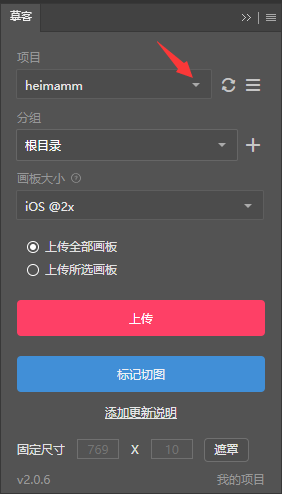 摹客
项目
heimamm
分组
根目录
画板大小
iOS @2x
上传全部画板
上传所选画板
上传
标记切图
添加更新说明
固定尺寸 769 X 10 遮罩
v2.0.6 我的项目